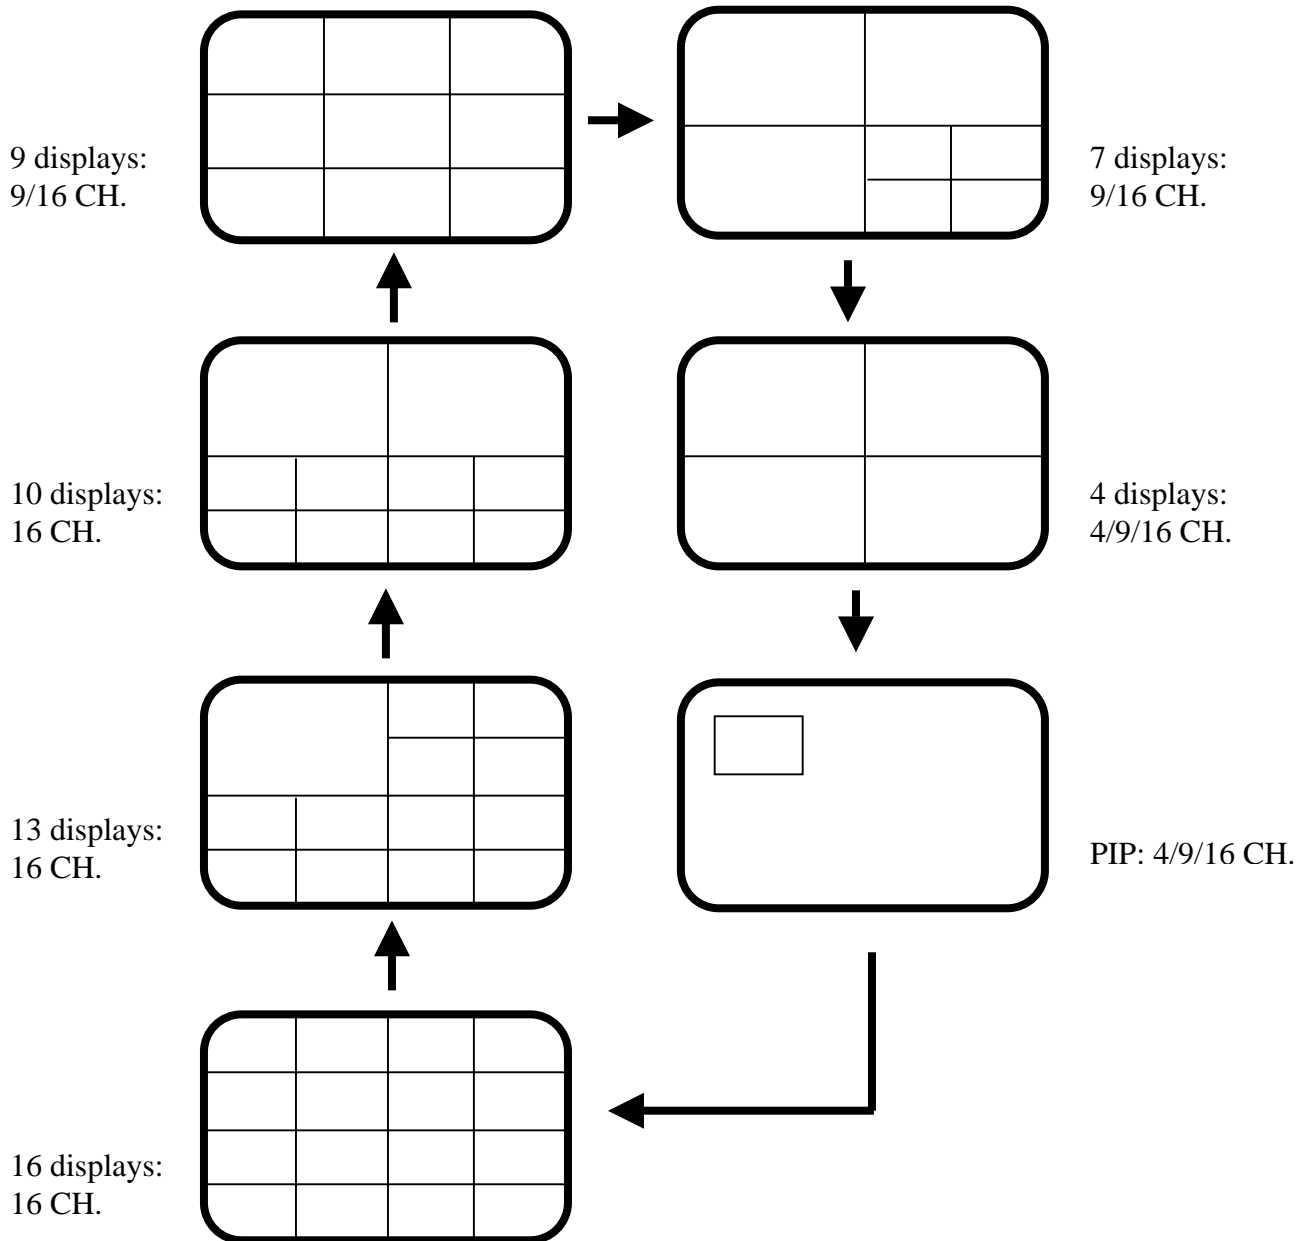 9 displays:
9/16 CH.
7 displays:
9/16 CH.
10 displays:
16 CH.
4 displays:
4/9/16 CH.
13 displays:
16 CH.
PIP: 4/9/16 CH.
16 displays:
16 CH.